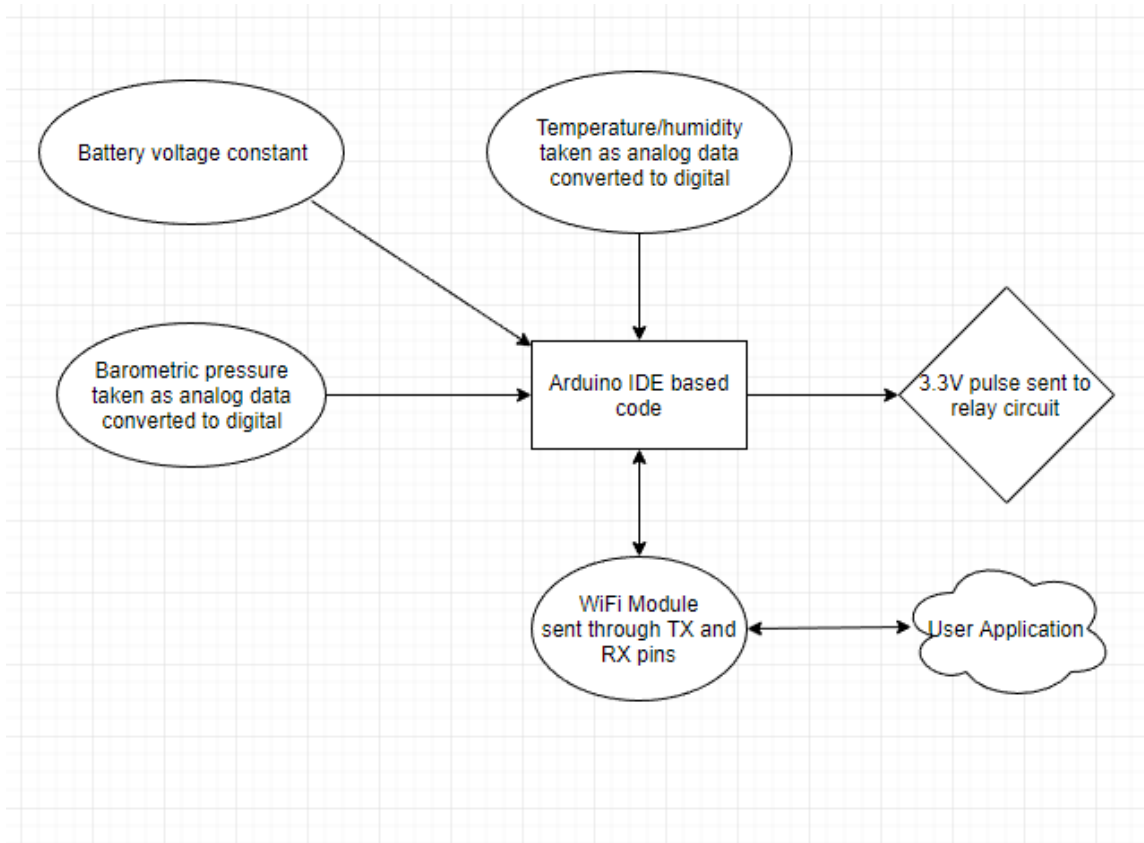 Battery voltage constant
Temperature/humidity
taken as analog data
converted to digital
Barometric pressure
taken as analog data
converted to digital
Arduino IDE based
code
3.3V pulse sent to
relay circuit
WiFi Module
sent through TX and
RX pins
User Application